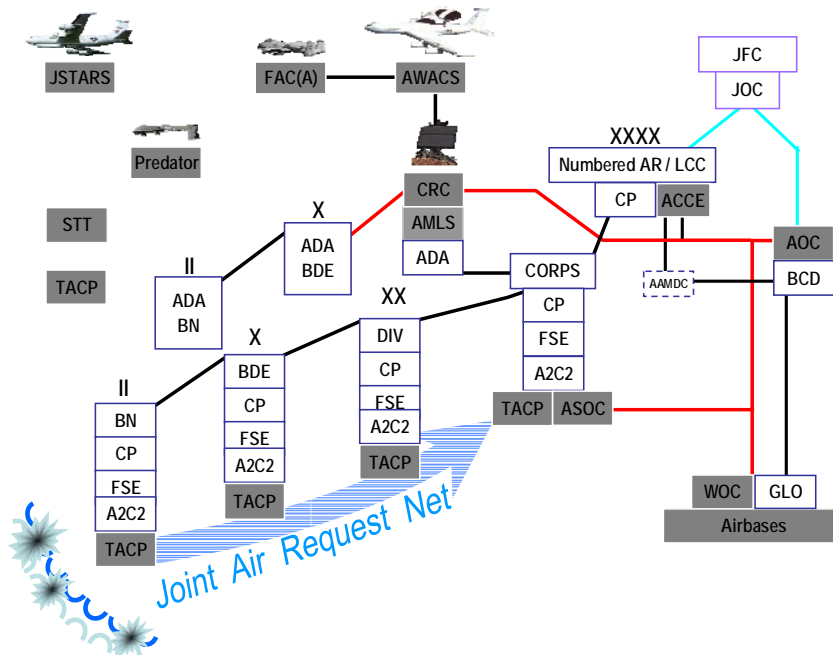 JSTARS
FAC(A)
AWACS
JFC
JOC
Predator
XXXX
Numbered AR / LCC
CP
ACCE
CRC
AMLS
ADA
STT
X
ADA
BDE
AOC
BCD
AAMDC
TACP
II
ADA
BN
CORPS
CP
FSE
A2C2
TACP
ASOC
XX
DIV
CP
FSE
A2C2
TACP
X
BDE
CP
FSE
A2C2
TACP
II
BN
CP
FSE
A2C2
TACP
Joint Air Request Net
WOC
GLO
Airbases